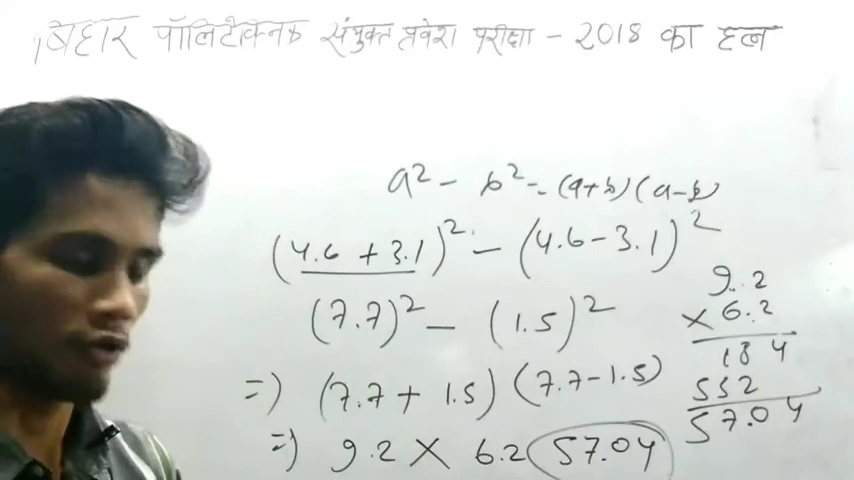 बिहार पॉलिटेक्निक संयुक्त प्रवेश परीक्षा - 2018 का हल
a² - b² = (a+b)(a-b)
(4.6 + 3.1)² - (4.6 - 3.1)²
(7.7)² - (1.5)²
=) (7.7 + 1.5) (7.7 - 1.5)
=) 9.2 × 6.2 57.04
9.2
× 6.2
184
552
57.04